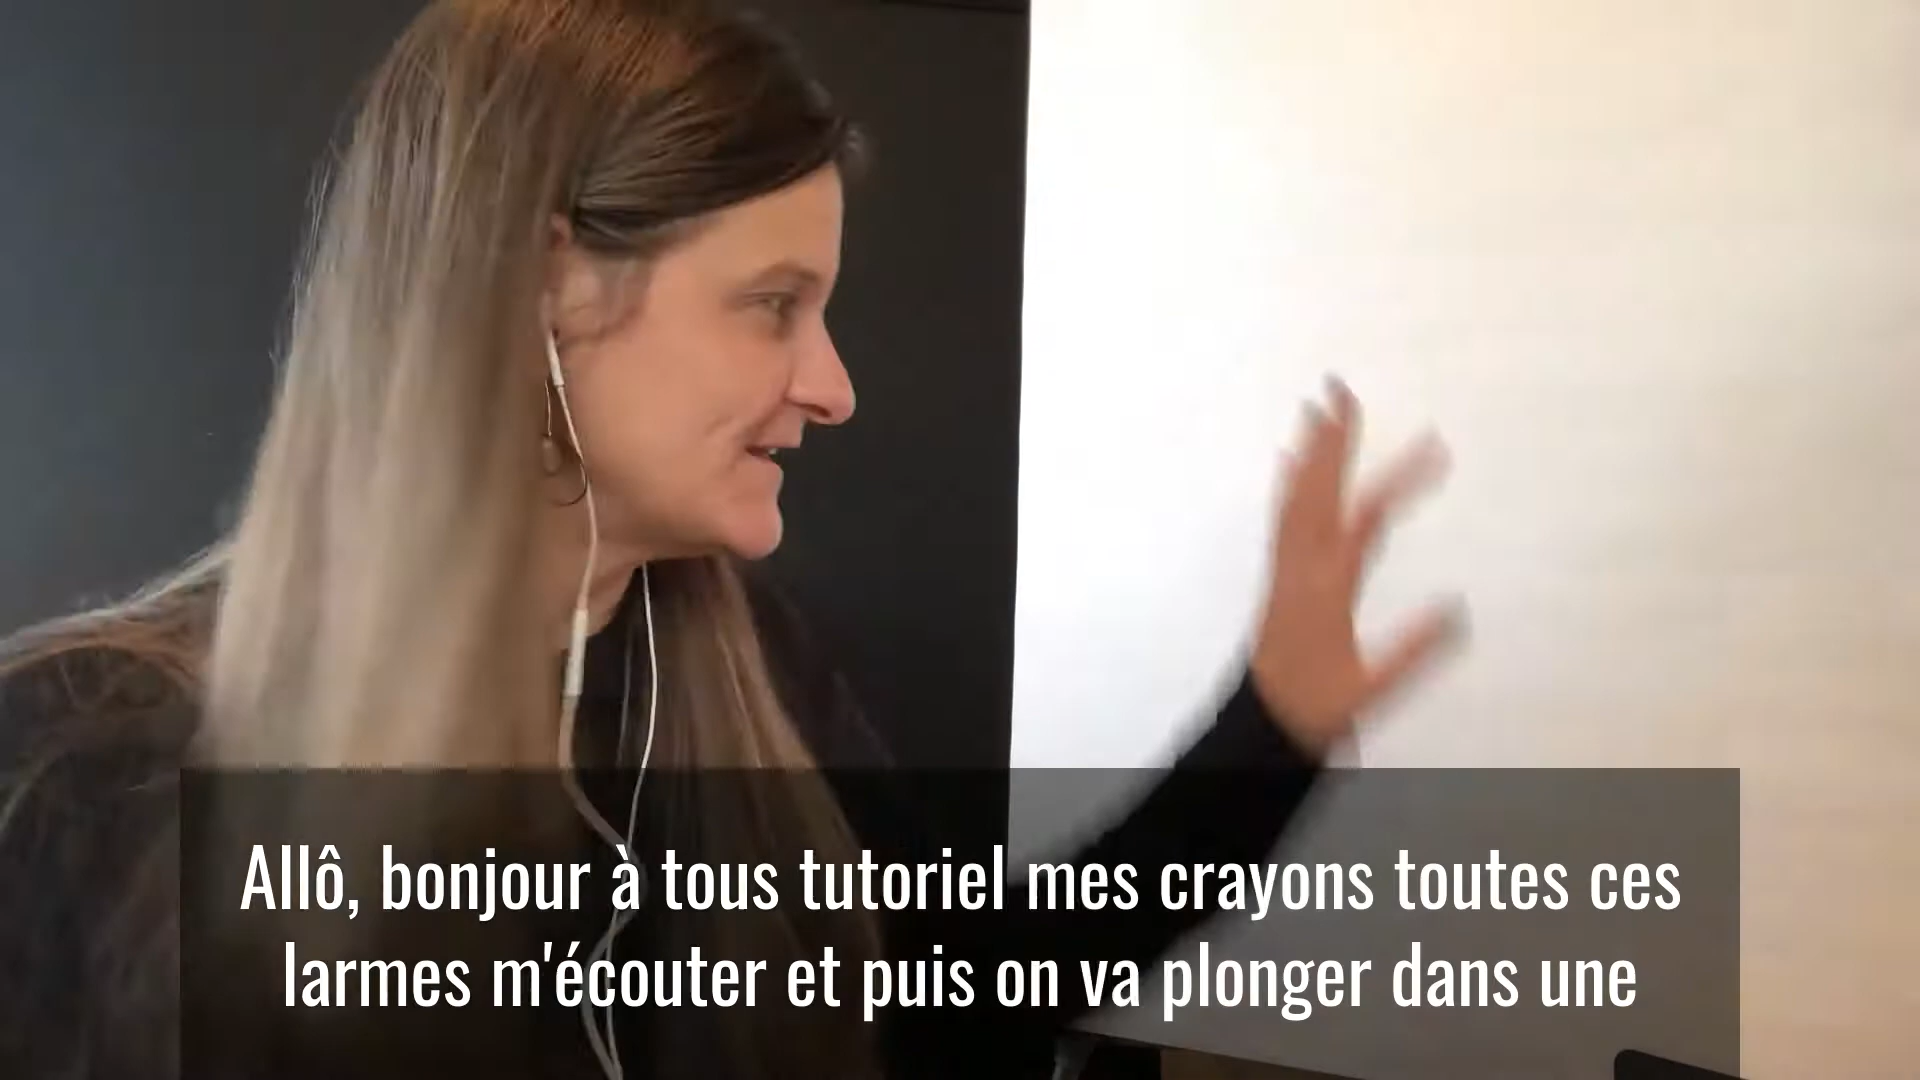 Allô, bonjour à tous tutoriel mes crayons toutes ces
larmes m'écouter et puis on va plonger dans une